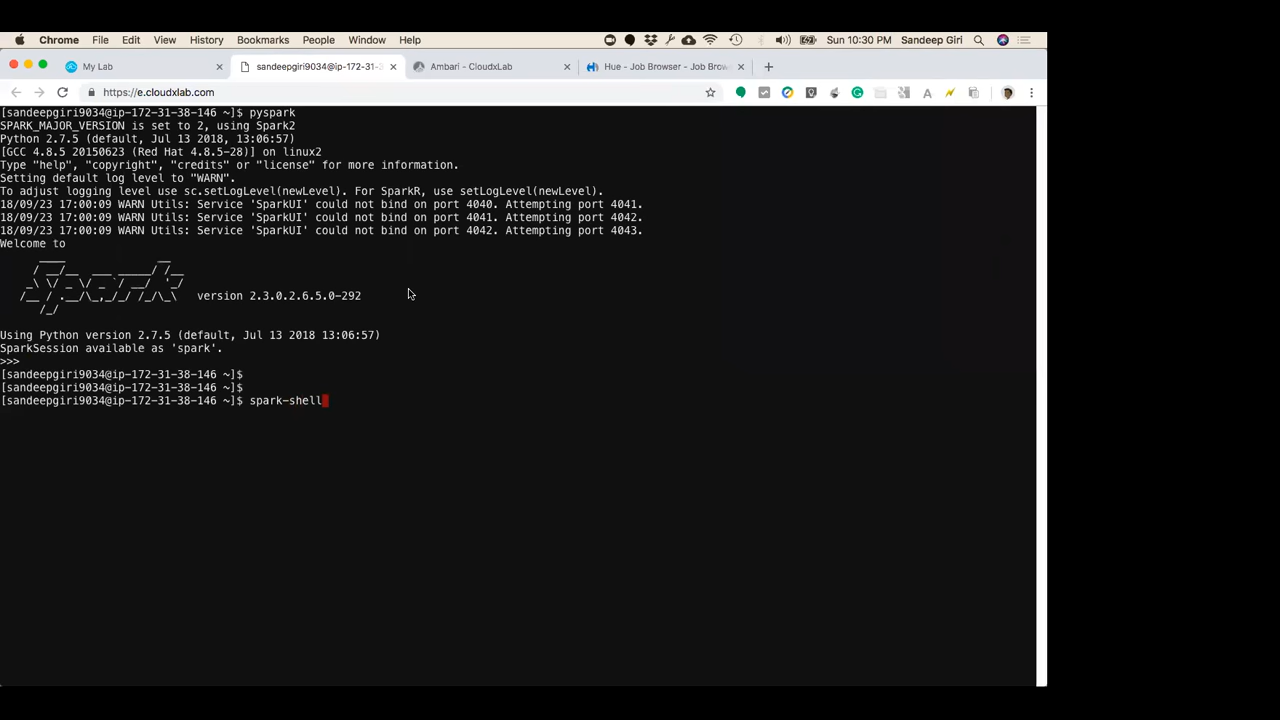 Chrome File Edit View History Bookmarks People Window Help Sun 10:30 PM Sandeep Giri
My Lab sandeepgiri9034@ip-172-31-3 Ambari - CloudxLab Hue - Job Browser - Job Brow
https://e.cloudxlab.com
[sandeepgiri9034@ip-172-31-38-146 ~]$ pyspark
SPARK_MAJOR_VERSION is set to 2, using Spark2
Python 2.7.5 (default, Jul 13 2018, 13:06:57)
[GCC 4.8.5 20150623 (Red Hat 4.8.5-28)] on linux2
Type "help", "copyright", "credits" or "license" for more information.
Setting default log level to "WARN".
To adjust logging level use sc.setLogLevel(newLevel). For SparkR, use setLogLevel(newLevel).
18/09/23 17:00:09 WARN Utils: Service 'SparkUI' could not bind on port 4040. Attempting port 4041.
18/09/23 17:00:09 WARN Utils: Service 'SparkUI' could not bind on port 4041. Attempting port 4042.
18/09/23 17:00:09 WARN Utils: Service 'SparkUI' could not bind on port 4042. Attempting port 4043.
Welcome to
Spark version 2.3.0.2.6.5.0-292
Using Python version 2.7.5 (default, Jul 13 2018 13:06:57)
SparkSession available as 'spark'.
>>>
[sandeepgiri9034@ip-172-31-38-146 ~]$
[sandeepgiri9034@ip-172-31-38-146 ~]$
[sandeepgiri9034@ip-172-31-38-146 ~]$ spark-shell